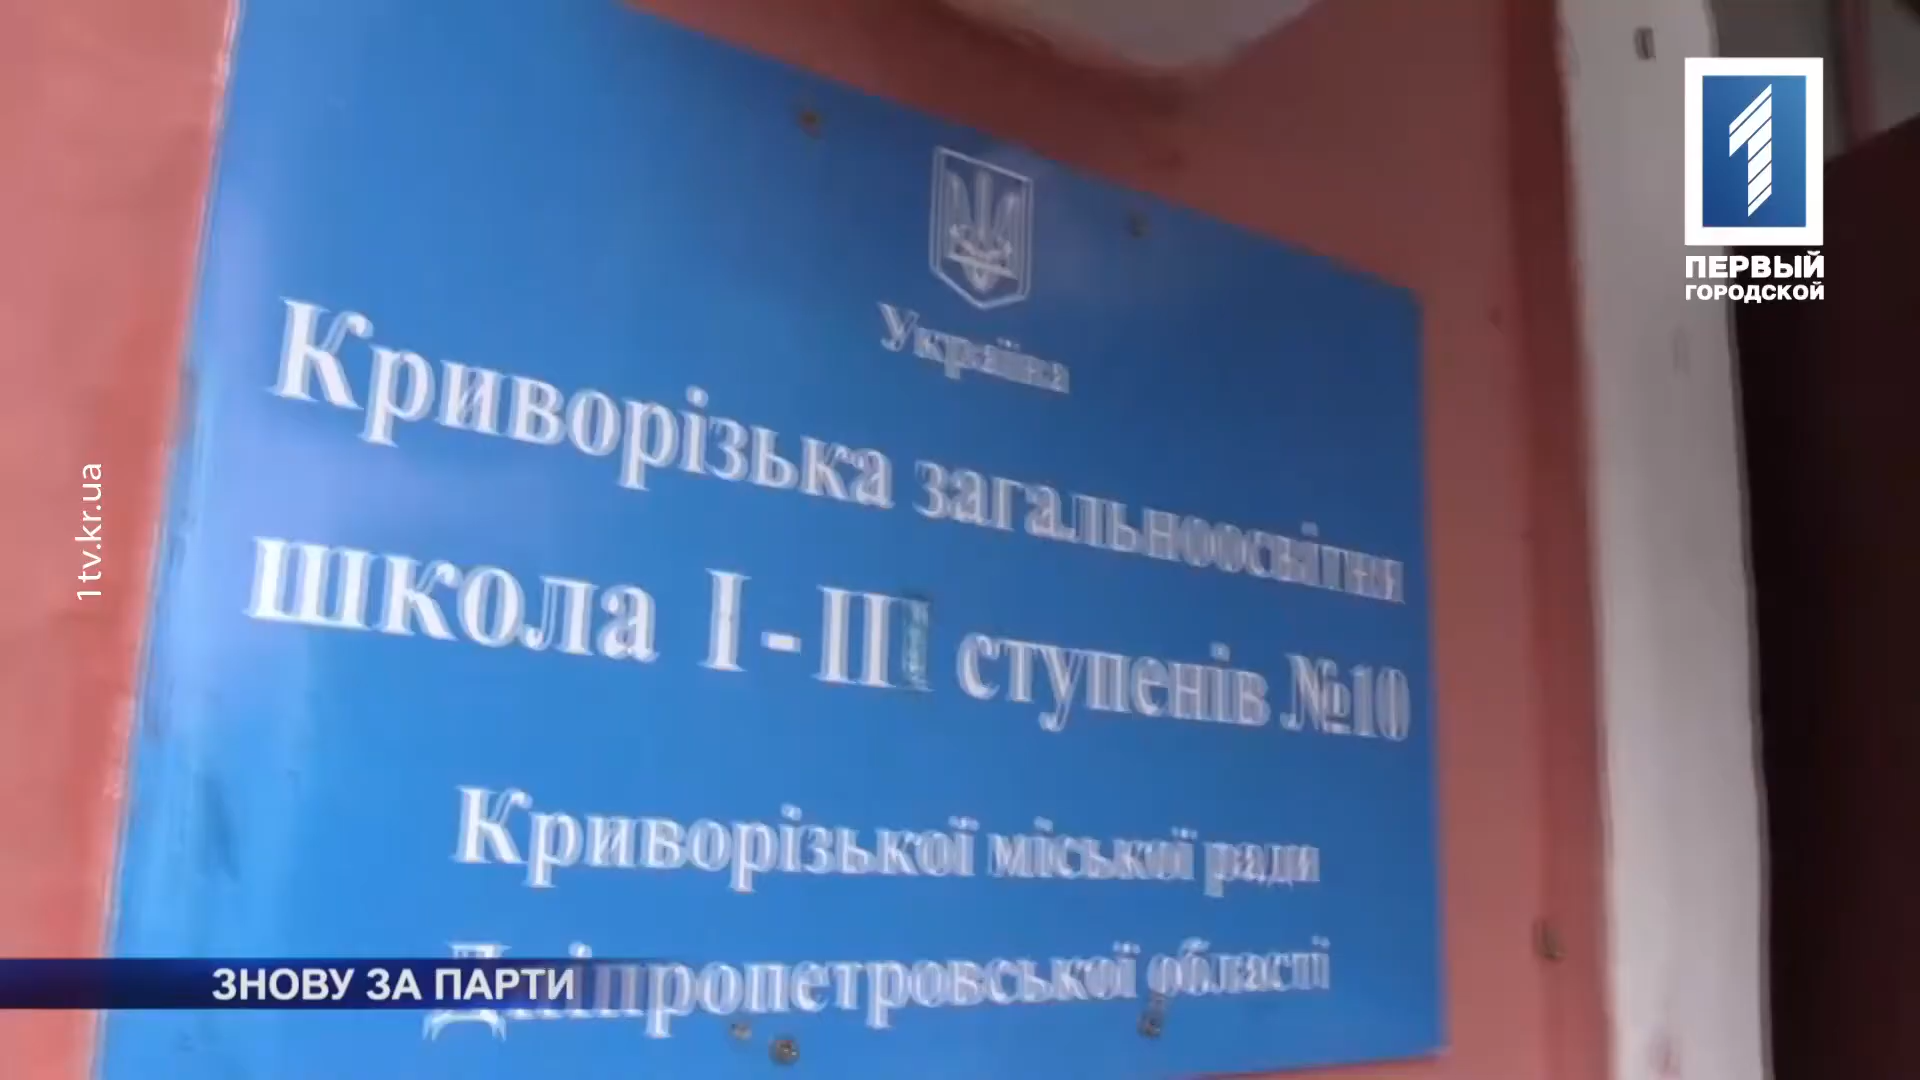 Україна
Криворізька загальноосвітня
школа І-ІІІ ступенів №10
Криворізької міської ради
Дніпропетровської області
ЗНОВУ ЗА ПАРТИ
1tv.kr.ua
1
ПЕРВЫЙ
ГОРОДСКОЙ